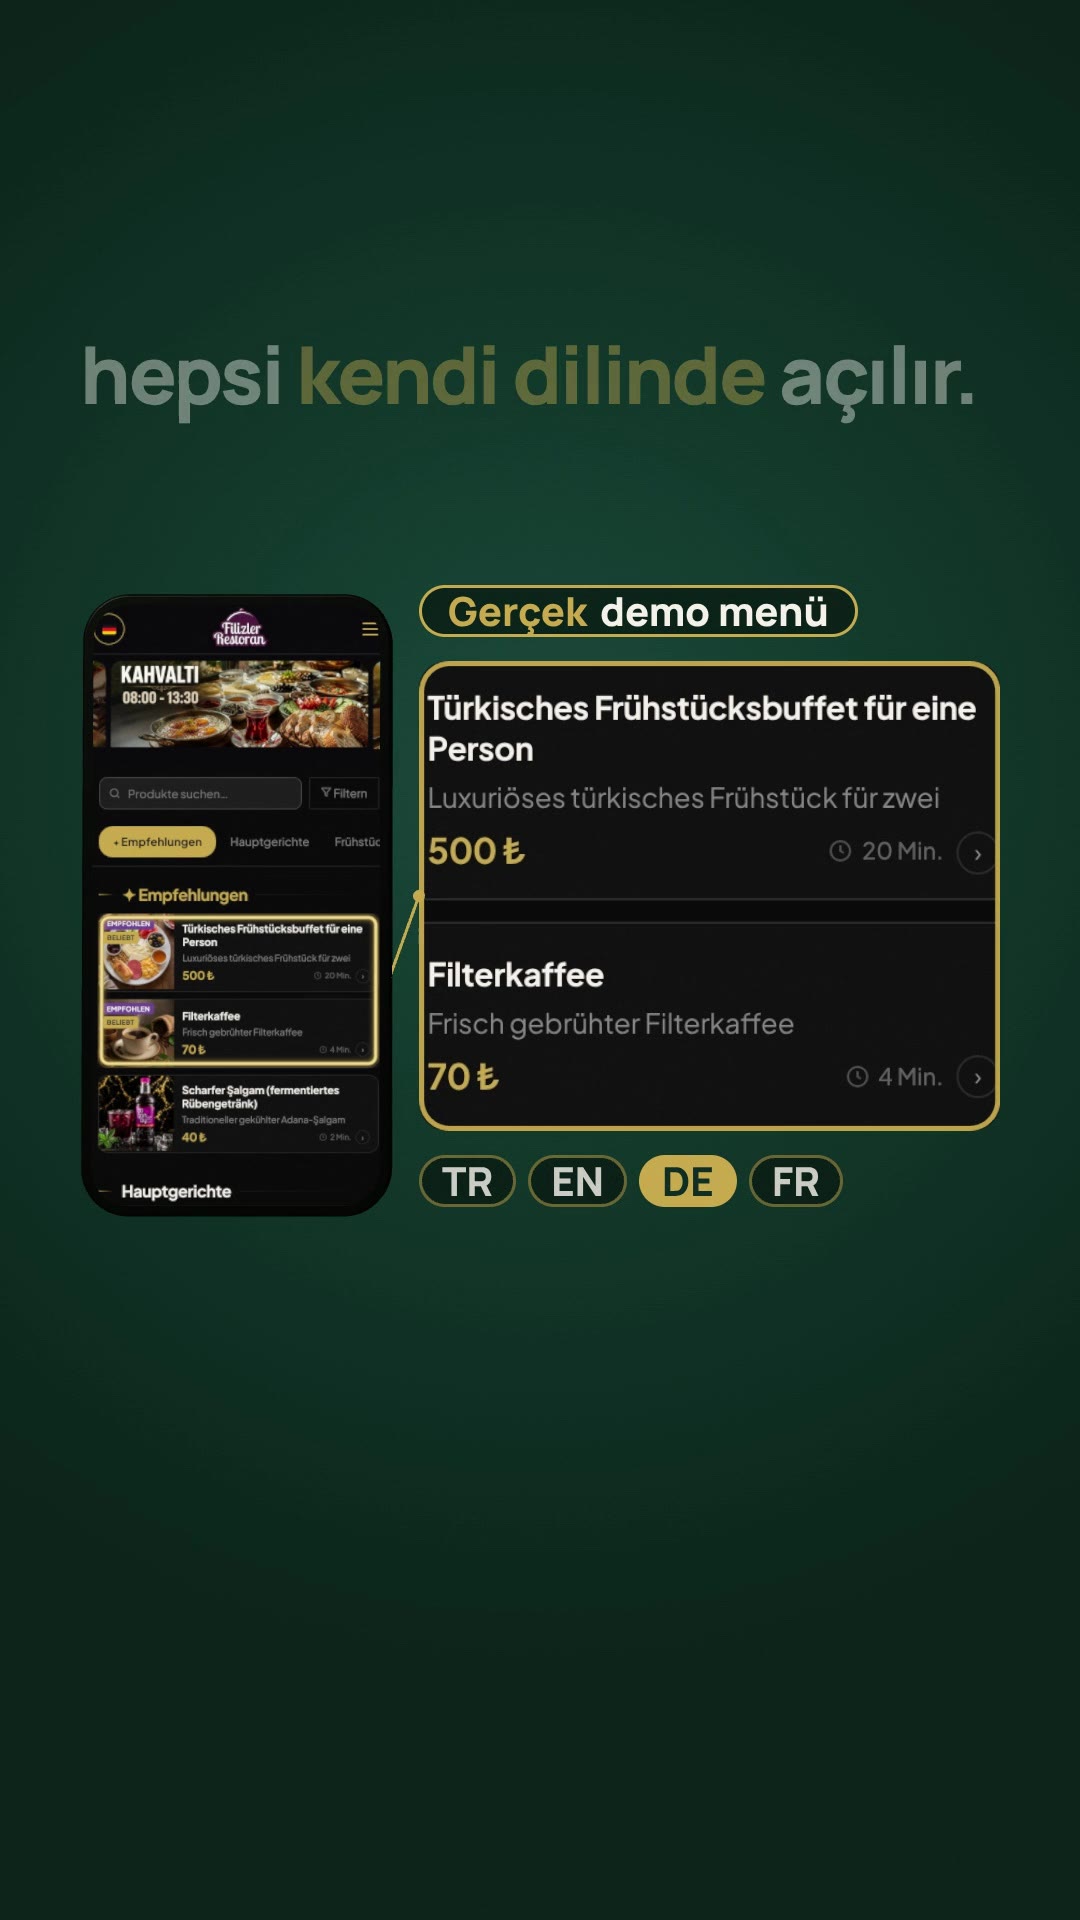 hepsi kendi dilinde açılır.
Filizler
Restoran
KAHVALTI
08:00 - 13:30
Produkte suchen...
Filtern
Empfehlungen
Hauptgerichte
Frühstüc
Empfehlungen
EMPFOHLEN
BELIEBT
Türkisches Frühstücksbuffet für eine
Person
Luxuriöses türkisches Frühstück für zwei
500 ₺
20 Min.
EMPFOHLEN
BELIEBT
Filterkaffee
Frisch gebrühter Filterkaffee
70 ₺
4 Min.
Scharfer Şalgam (fermentiertes
Rübengetränk)
Traditioneller gekühlter Adana-Şalgam
40 ₺
2 Min.
Hauptgerichte
Gerçek demo menü
Türkisches Frühstücksbuffet für eine
Person
Luxuriöses türkisches Frühstück für zwei
500 ₺
20 Min.
Filterkaffee
Frisch gebrühter Filterkaffee
70 ₺
4 Min.
TR
EN
DE
FR